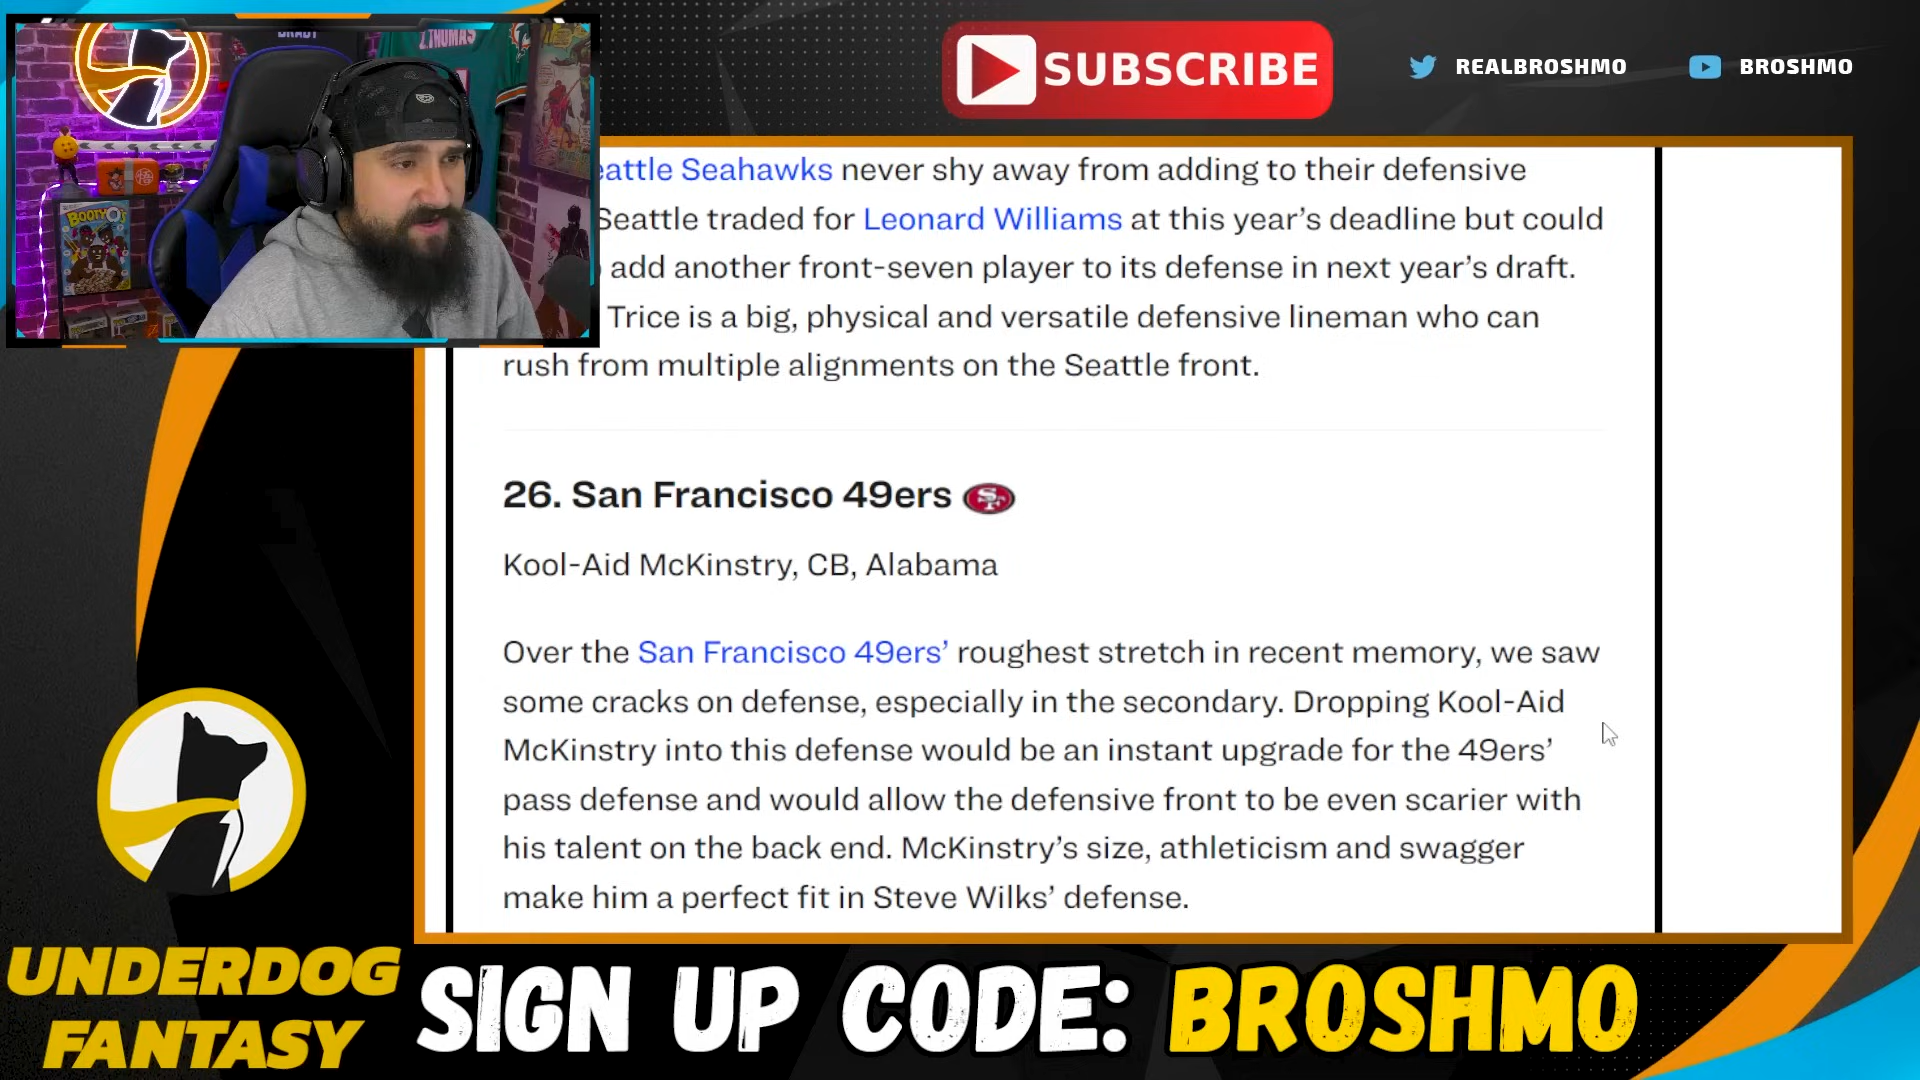 BRADY
Z.THOMAS
BOOTY O's
SUBSCRIBE
REALBROSHMO
BROSHMO
eattle Seahawks never shy away from adding to their defensive
Seattle traded for Leonard Williams at this year's deadline but could
add another front-seven player to its defense in next year's draft.
Trice is a big, physical and versatile defensive lineman who can
rush from multiple alignments on the Seattle front.
26. San Francisco 49ers SF
Kool-Aid McKinstry, CB, Alabama
Over the San Francisco 49ers' roughest stretch in recent memory, we saw
some cracks on defense, especially in the secondary. Dropping Kool-Aid
McKinstry into this defense would be an instant upgrade for the 49ers'
pass defense and would allow the defensive front to be even scarier with
his talent on the back end. McKinstry's size, athleticism and swagger
make him a perfect fit in Steve Wilks' defense.
UNDERDOG
FANTASY
SIGN UP CODE: BROSHMO